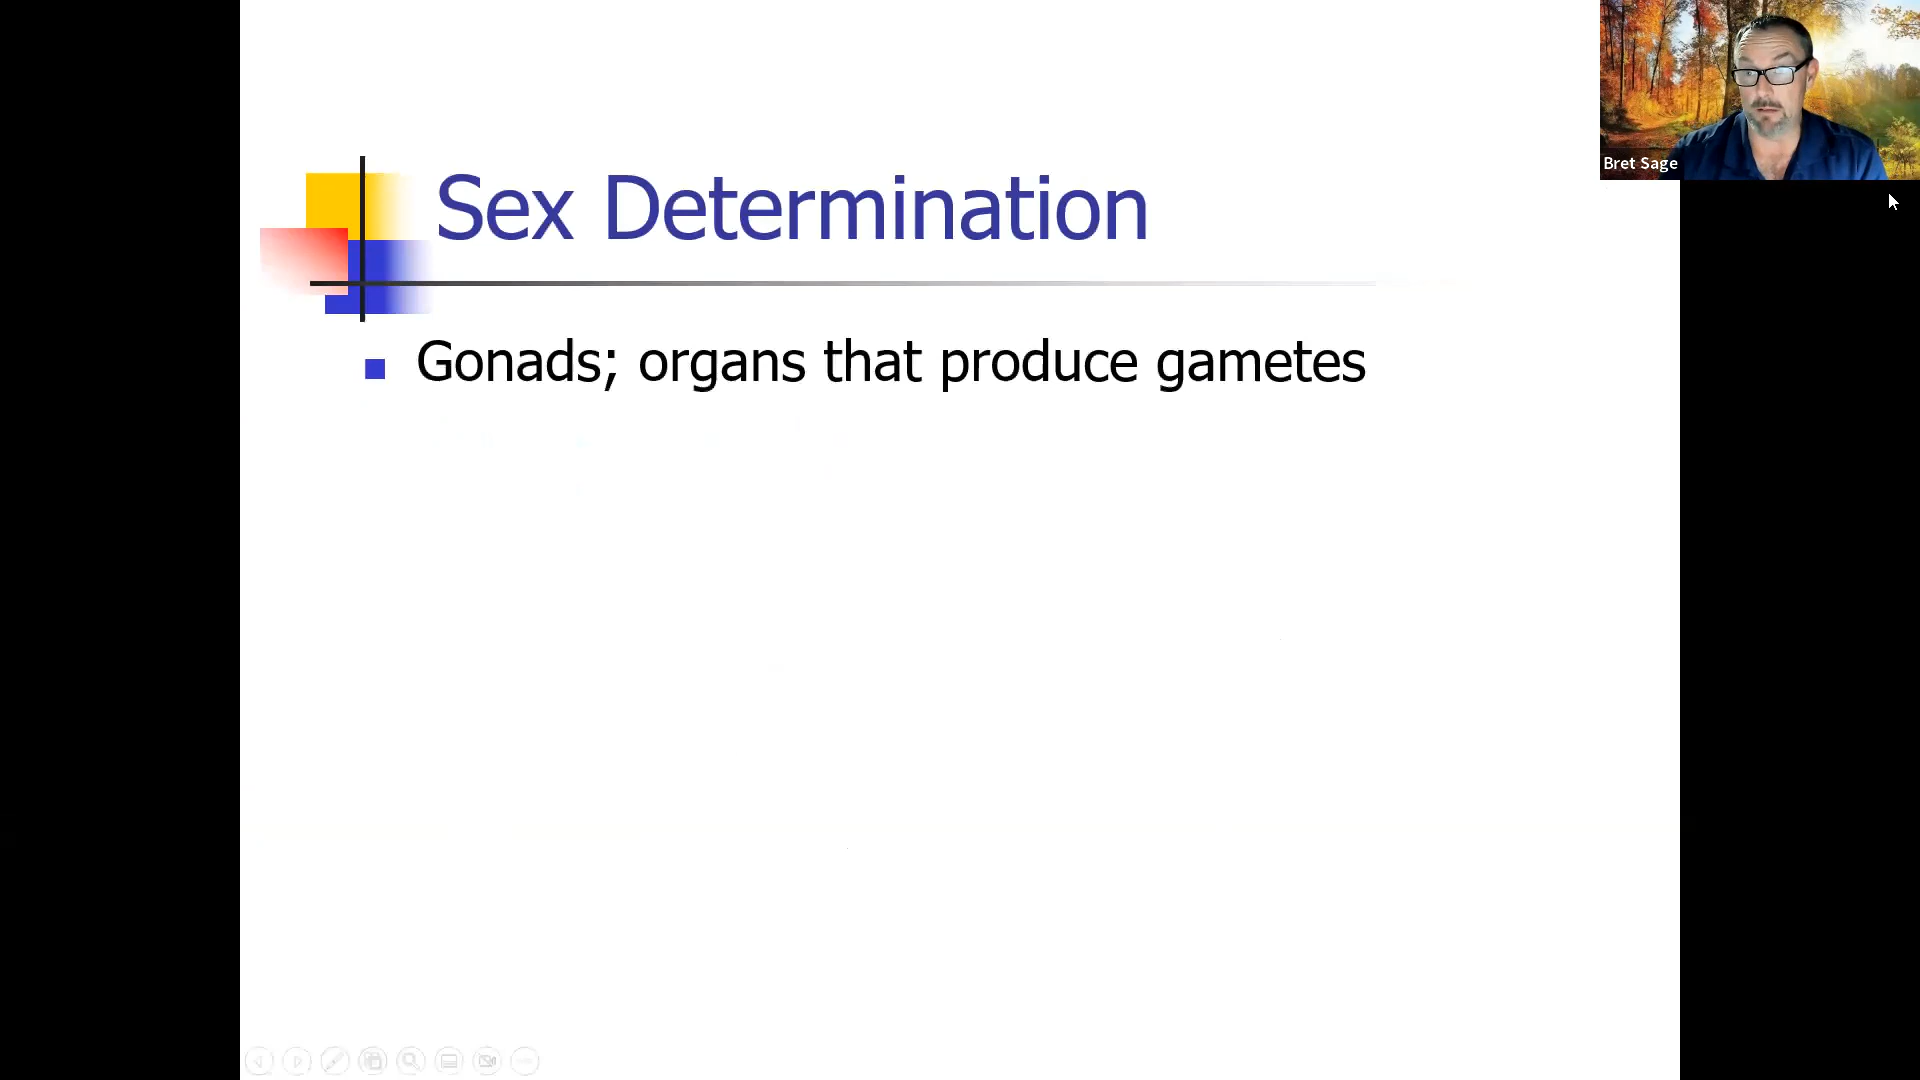 Sex Determination
Gonads; organs that produce gametes
Bret Sage